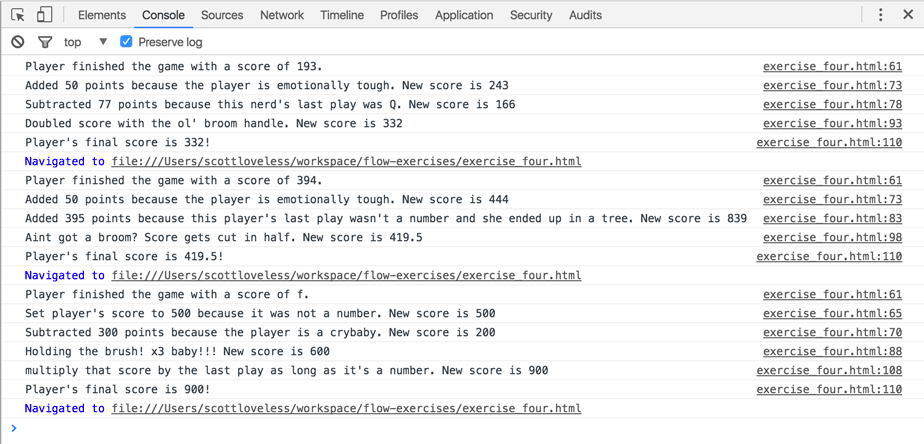 Elements Console Sources Network Timeline Profiles Application Security Audits
top Preserve log
Player finished the game with a score of 193. exercise_four.html:61
Added 50 points because the player is emotionally tough. New score is 243 exercise_four.html:73
Subtracted 77 points because this nerd's last play was Q. New score is 166 exercise_four.html:78
Doubled score with the ol' broom handle. New score is 332 exercise_four.html:93
Player's final score is 332! exercise_four.html:110
Navigated to file:///Users/scottloveless/workspace/flow-exercises/exercise_four.html
Player finished the game with a score of 394. exercise_four.html:61
Added 50 points because the player is emotionally tough. New score is 444 exercise_four.html:73
Added 395 points because this player's last play wasn't a number and she ended up in a tree. New score is 839 exercise_four.html:83
Aint got a broom? Score gets cut in half. New score is 419.5 exercise_four.html:98
Player's final score is 419.5! exercise_four.html:110
Navigated to file:///Users/scottloveless/workspace/flow-exercises/exercise_four.html
Player finished the game with a score of f. exercise_four.html:61
Set player's score to 500 because it was not a number. New score is 500 exercise_four.html:65
Subtracted 300 points because the player is a crybaby. New score is 200 exercise_four.html:70
Holding the brush! x3 baby!!! New score is 600 exercise_four.html:88
multiply that score by the last play as long as it's a number. New score is 900 exercise_four.html:108
Player's final score is 900! exercise_four.html:110
Navigated to file:///Users/scottloveless/workspace/flow-exercises/exercise_four.html